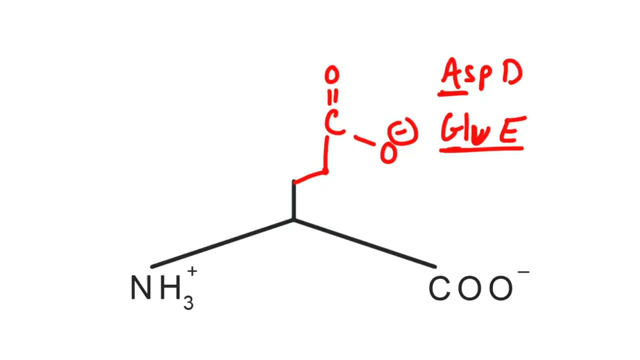 O
C
O⊖
Asp D
Glu E
NH₃⁺
COO⁻